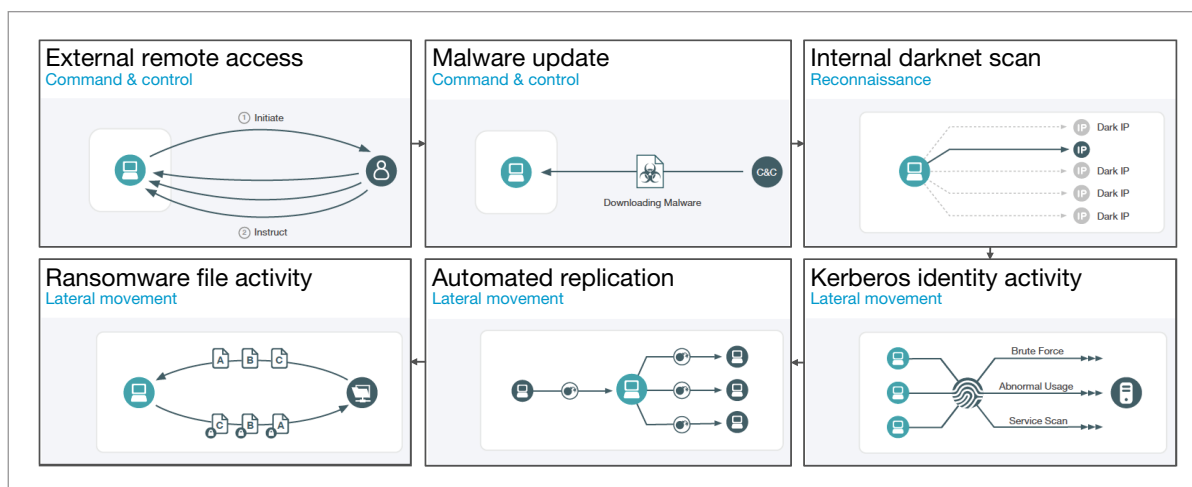 External remote access
Command & control
1 Initiate
2 Instruct
Malware update
Command & control
C&C
Downloading Malware
Internal darknet scan
Reconnaissance
IP Dark IP
IP
IP Dark IP
IP Dark IP
IP Dark IP
Ransomware file activity
Lateral movement
A B C
C B A
Automated replication
Lateral movement
Kerberos identity activity
Lateral movement
Brute Force
Abnormal Usage
Service Scan